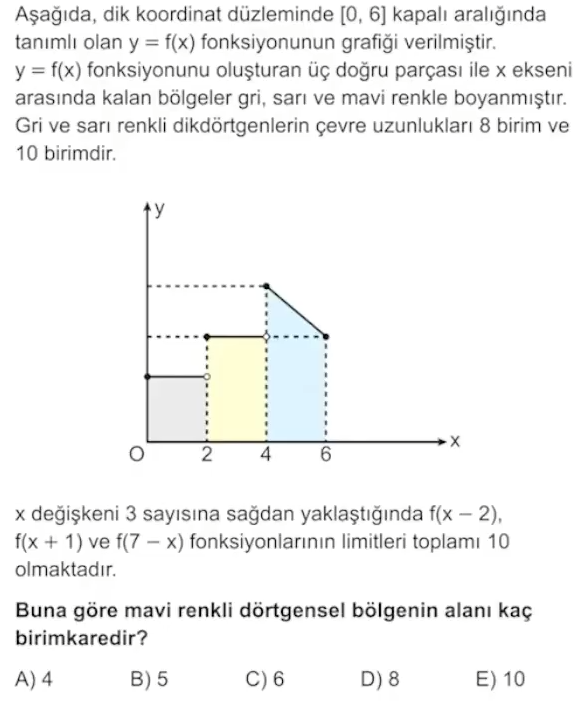 Aşağıda, dik koordinat düzleminde [0, 6] kapalı aralığında
tanımlı olan y = f(x) fonksiyonunun grafiği verilmiştir.
y = f(x) fonksiyonunu oluşturan üç doğru parçası ile x ekseni
arasında kalan bölgeler gri, sarı ve mavi renkle boyanmıştır.
Gri ve sarı renkli dikdörtgenlerin çevre uzunlukları 8 birim ve
10 birimdir.
y
x
O 2 4 6
x değişkeni 3 sayısına sağdan yaklaştığında f(x – 2),
f(x + 1) ve f(7 – x) fonksiyonlarının limitleri toplamı 10
olmaktadır.
Buna göre mavi renkli dörtgensel bölgenin alanı kaç
birimkaredir?
A) 4 B) 5 C) 6 D) 8 E) 10